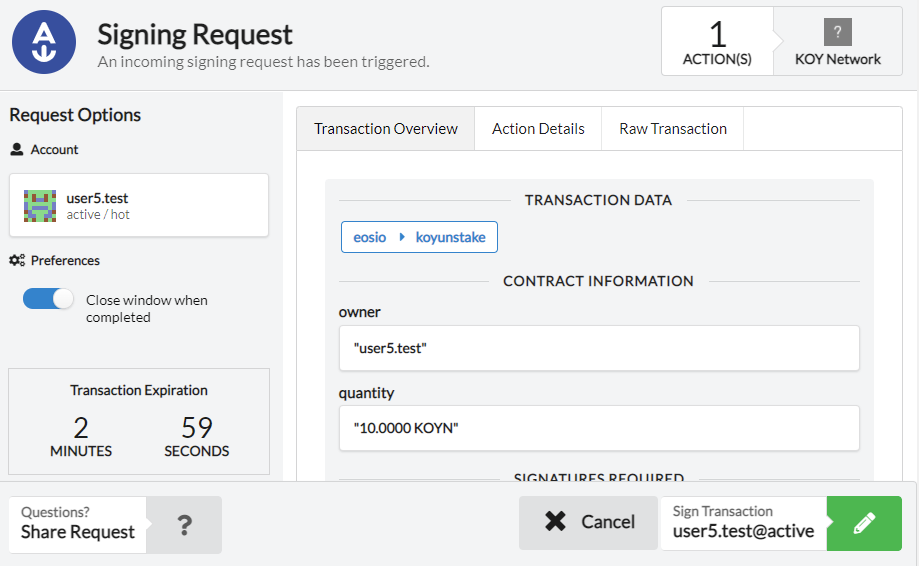 Signing Request
An incoming signing request has been triggered.
1
ACTION(S)
?
KOY Network
Request Options
Account
user5.test
active / hot
Preferences
Close window when
completed
Transaction Expiration
2
MINUTES
59
SECONDS
Transaction Overview
Action Details
Raw Transaction
TRANSACTION DATA
eosio
koyunstake
CONTRACT INFORMATION
owner
"user5.test"
quantity
"10.0000 KOYN"
SIGNATURES REQUIRED
Questions?
Share Request
?
Cancel
Sign Transaction
user5.test@active